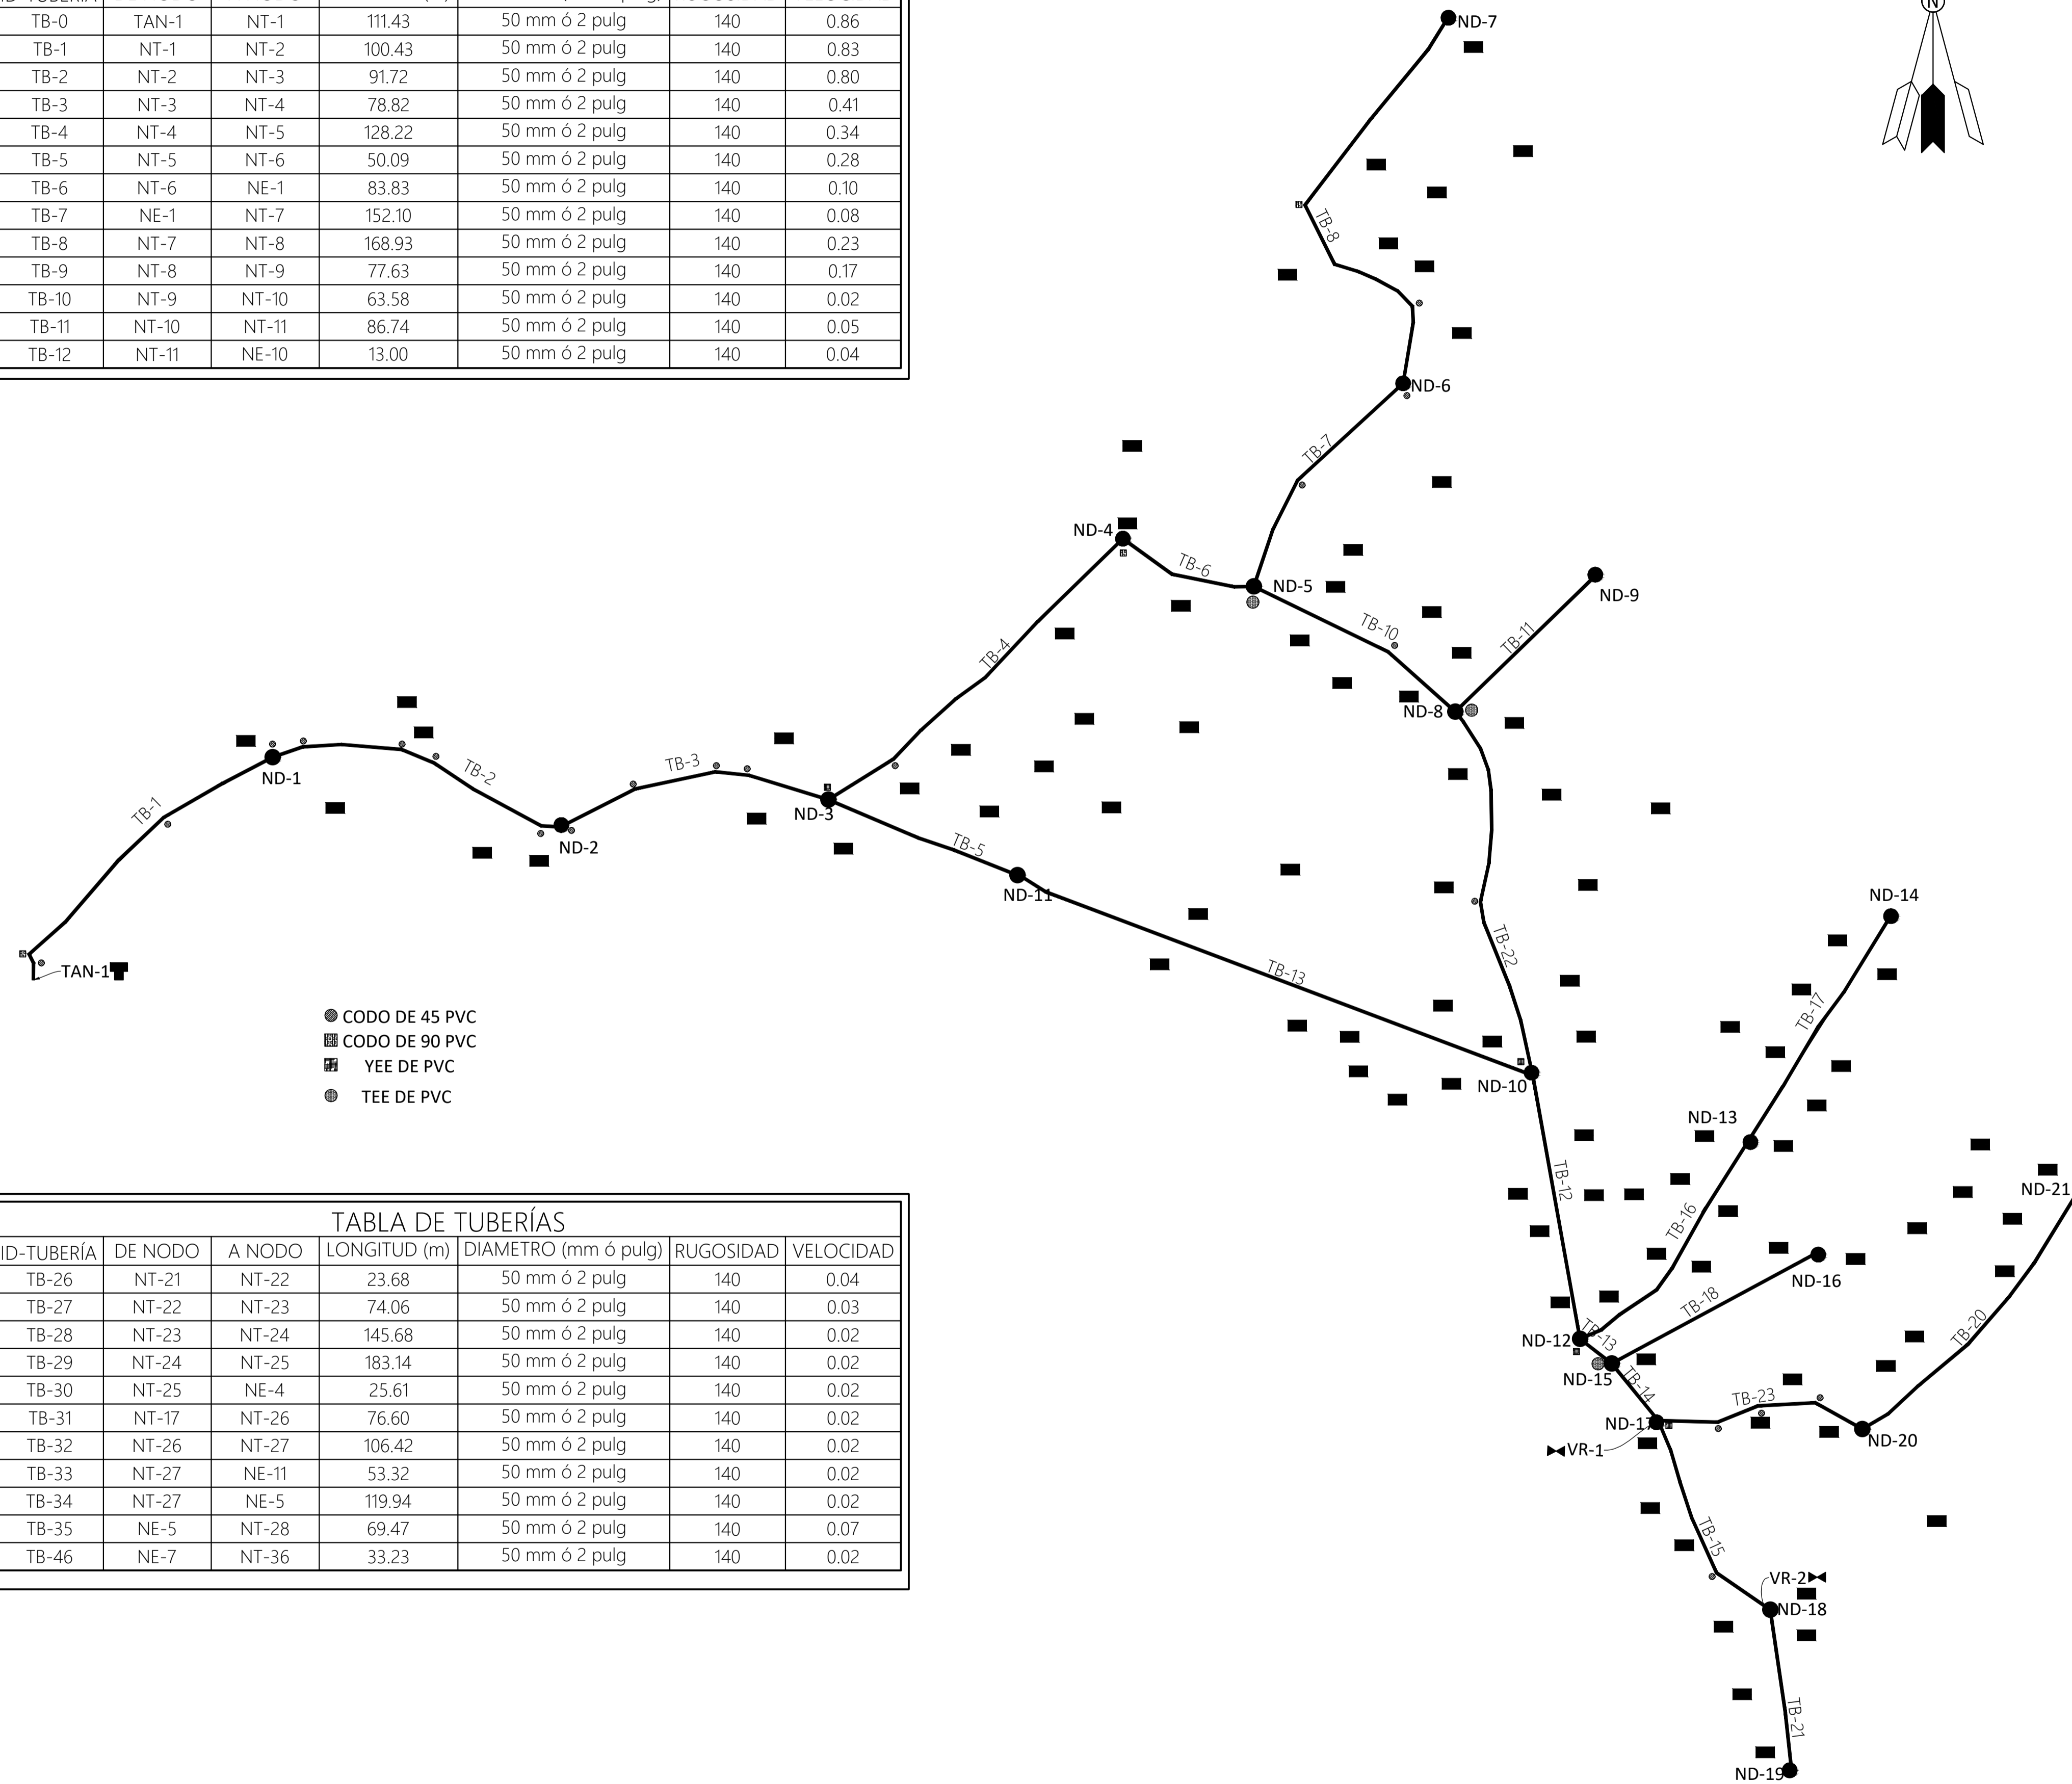 TB-0 TAN-1 NT-1 111.43 50 mm ó 2 pulg 140 0.86
TB-1 NT-1 NT-2 100.43 50 mm ó 2 pulg 140 0.83
TB-2 NT-2 NT-3 91.72 50 mm ó 2 pulg 140 0.80
TB-3 NT-3 NT-4 78.82 50 mm ó 2 pulg 140 0.41
TB-4 NT-4 NT-5 128.22 50 mm ó 2 pulg 140 0.34
TB-5 NT-5 NT-6 50.09 50 mm ó 2 pulg 140 0.28
TB-6 NT-6 NE-1 83.83 50 mm ó 2 pulg 140 0.10
TB-7 NE-1 NT-7 152.10 50 mm ó 2 pulg 140 0.08
TB-8 NT-7 NT-8 168.93 50 mm ó 2 pulg 140 0.23
TB-9 NT-8 NT-9 77.63 50 mm ó 2 pulg 140 0.17
TB-10 NT-9 NT-10 63.58 50 mm ó 2 pulg 140 0.02
TB-11 NT-10 NT-11 86.74 50 mm ó 2 pulg 140 0.05
TB-12 NT-11 NE-10 13.00 50 mm ó 2 pulg 140 0.04
N
ND-7
TB-8
ND-6
TB-7
ND-4
TB-6
ND-5
ND-9
TB-10
TB-11
TB-4
ND-8
ND-1
TB-2
TB-3
TB-1
ND-3
ND-2
TB-5
ND-11
ND-14
TB-22
TAN-1
TB-13
TB-17
CODO DE 45 PVC
CODO DE 90 PVC
YEE DE PVC
TEE DE PVC
ND-10
ND-13
TB-12
ND-21
TB-16
ND-16
TB-18
ND-12
TB-13
TB-20
ND-15
TB-14
TB-23
ND-17
ND-20
VR-1
TB-15
VR-2
ND-18
TB-21
ND-19
TABLA DE TUBERÍAS
ID-TUBERÍA DE NODO A NODO LONGITUD (m) DIAMETRO (mm ó pulg) RUGOSIDAD VELOCIDAD
TB-26 NT-21 NT-22 23.68 50 mm ó 2 pulg 140 0.04
TB-27 NT-22 NT-23 74.06 50 mm ó 2 pulg 140 0.03
TB-28 NT-23 NT-24 145.68 50 mm ó 2 pulg 140 0.02
TB-29 NT-24 NT-25 183.14 50 mm ó 2 pulg 140 0.02
TB-30 NT-25 NE-4 25.61 50 mm ó 2 pulg 140 0.02
TB-31 NT-17 NT-26 76.60 50 mm ó 2 pulg 140 0.02
TB-32 NT-26 NT-27 106.42 50 mm ó 2 pulg 140 0.02
TB-33 NT-27 NE-11 53.32 50 mm ó 2 pulg 140 0.02
TB-34 NT-27 NE-5 119.94 50 mm ó 2 pulg 140 0.02
TB-35 NE-5 NT-28 69.47 50 mm ó 2 pulg 140 0.07
TB-46 NE-7 NT-36 33.23 50 mm ó 2 pulg 140 0.02